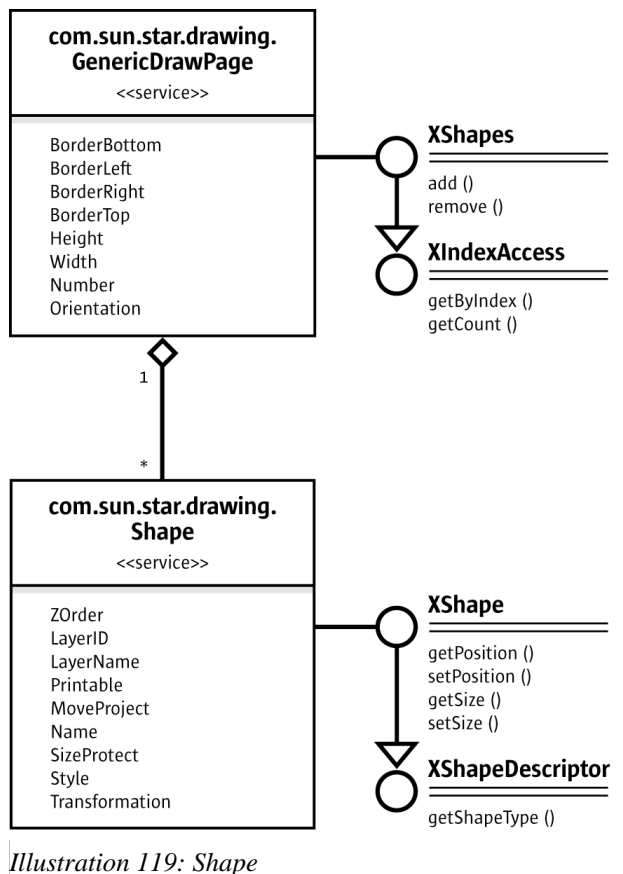 com.sun.star.drawing.
GenericDrawPage
<<service>>
BorderBottom
BorderLeft
BorderRight
BorderTop
Height
Width
Number
Orientation
XShapes
add ()
remove ()
XIndexAccess
getByIndex ()
getCount ()
1
*
com.sun.star.drawing.
Shape
<<service>>
ZOrder
LayerID
LayerName
Printable
MoveProject
Name
SizeProtect
Style
Transformation
XShape
getPosition ()
setPosition ()
getSize ()
setSize ()
XShapeDescriptor
getShapeType ()
Illustration 119: Shape